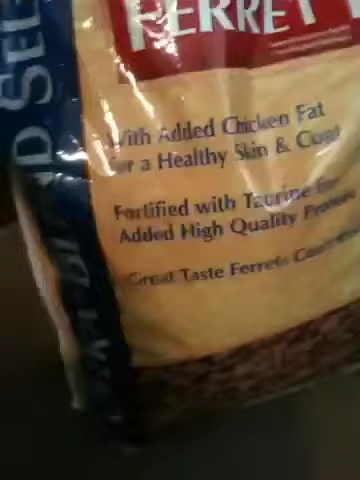 FERRET
With Added Chicken Fat
for a Healthy Skin & Coat
Fortified with Taurine for
Added High Quality Protein
Great Taste Ferrets